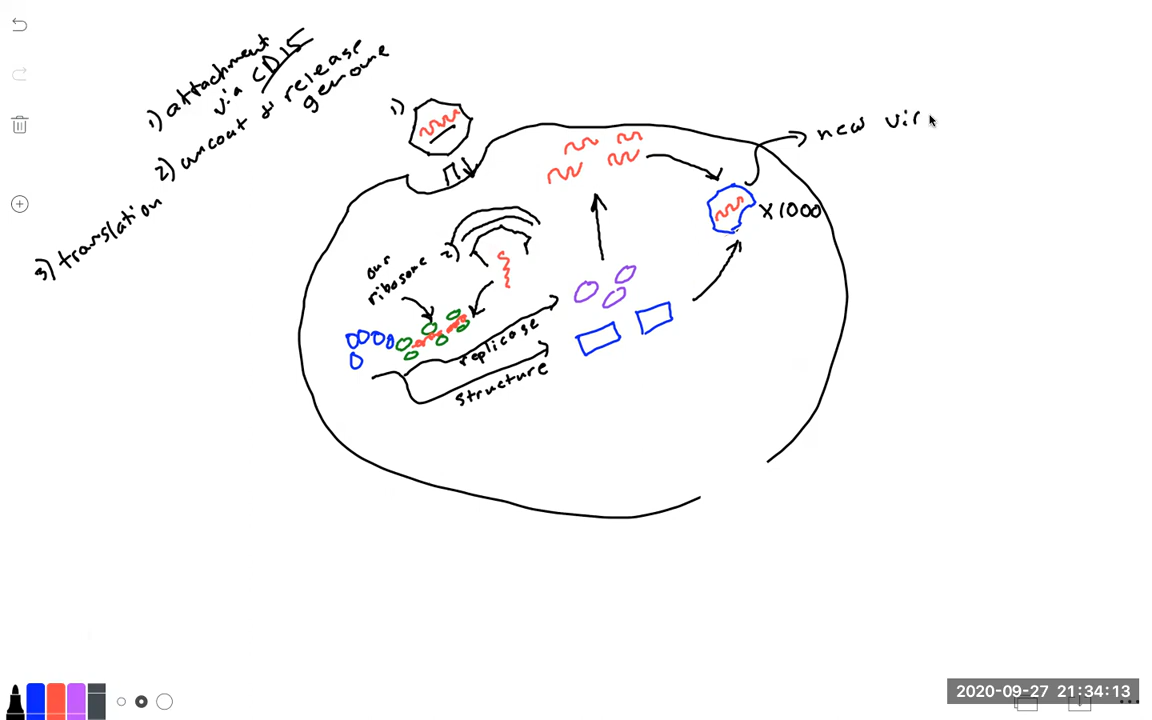 1) attachment
via CD15
2) uncoat & release
genome
3) translation
1)
2)
our
ribosome
replicase
structure
x1000
new vir
2020-09-27 21:34:13